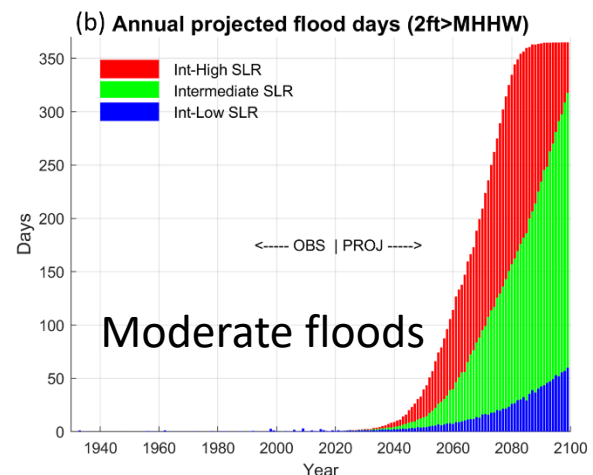 (b) Annual projected flood days (2ft>MHHW)
Int-High SLR
Intermediate SLR
Int-Low SLR
<----- OBS | PROJ ----->
Moderate floods
Days
350
300
250
200
150
100
50
0
1940 1960 1980 2000 2020 2040 2060 2080 2100
Year